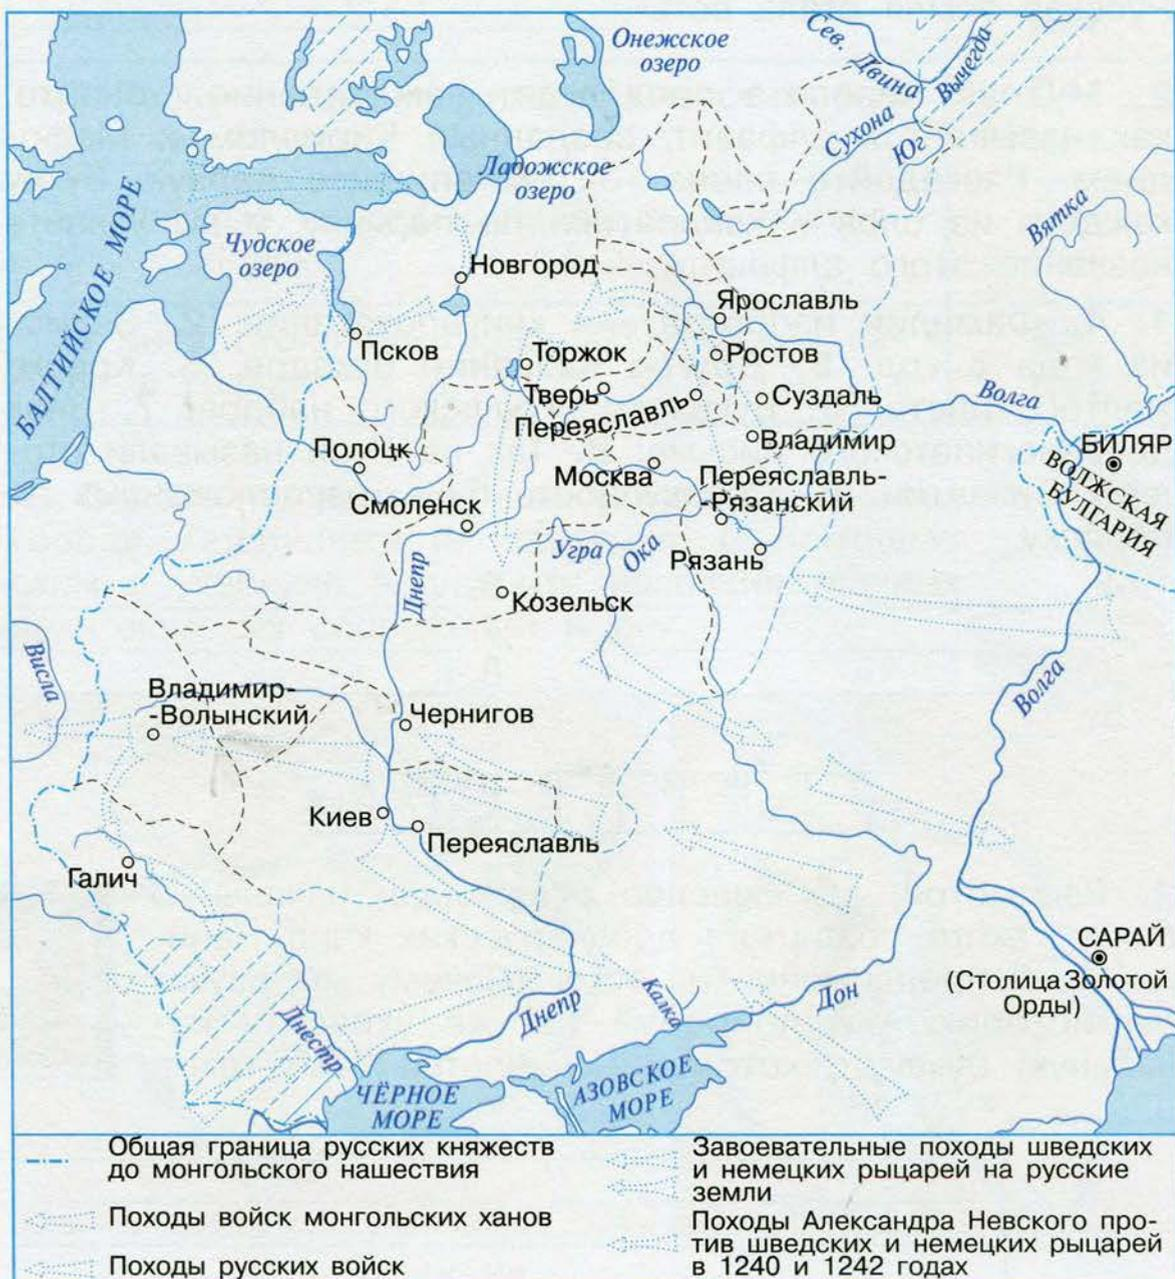 Онежское
озеро
Сев. Двина
Вычегда
Сухона
Юг
Ладожское
озеро
Вятка
БАЛТИЙСКОЕ МОРЕ
Чудское
озеро
Новгород
Ярославль
Псков
Торжок
Ростов
Тверь
Переяславль
Суздаль
Волга
Владимир
БИЛЯР
Полоцк
Москва
Переяславль-
-Рязанский
ВОЛЖСКАЯ
БУЛГАРИЯ
Смоленск
Угра
Ока
Рязань
Днепр
Козельск
Висла
Волга
Владимир-
-Волынский
Чернигов
Киев
Переяславль
Галич
САРАЙ
(Столица Золотой
Орды)
Днестр
Днепр
Калка
Дон
ЧЁРНОЕ
МОРЕ
АЗОВСКОЕ
МОРЕ
Общая граница русских княжеств
до монгольского нашествия
Походы войск монгольских ханов
Походы русских войск
Завоевательные походы шведских
и немецких рыцарей на русские
земли
Походы Александра Невского про-
тив шведских и немецких рыцарей
в 1240 и 1242 годах